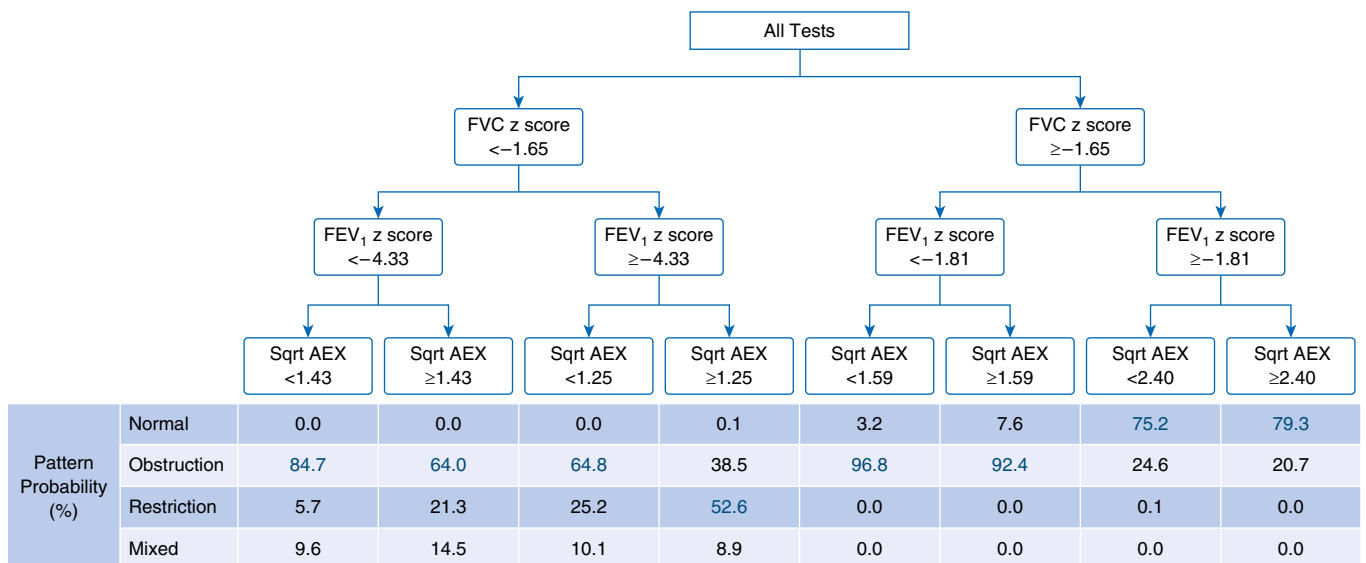 All Tests
FVC z score
<−1.65
FVC z score
≥−1.65
FEV₁ z score
<−4.33
FEV₁ z score
≥−4.33
FEV₁ z score
<−1.81
FEV₁ z score
≥−1.81
Sqrt AEX
<1.43
Sqrt AEX
≥1.43
Sqrt AEX
<1.25
Sqrt AEX
≥1.25
Sqrt AEX
<1.59
Sqrt AEX
≥1.59
Sqrt AEX
<2.40
Sqrt AEX
≥2.40
Pattern
Probability
(%)
Normal 0.0 0.0 0.0 0.1 3.2 7.6 75.2 79.3
Obstruction 84.7 64.0 64.8 38.5 96.8 92.4 24.6 20.7
Restriction 5.7 21.3 25.2 52.6 0.0 0.0 0.1 0.0
Mixed 9.6 14.5 10.1 8.9 0.0 0.0 0.0 0.0